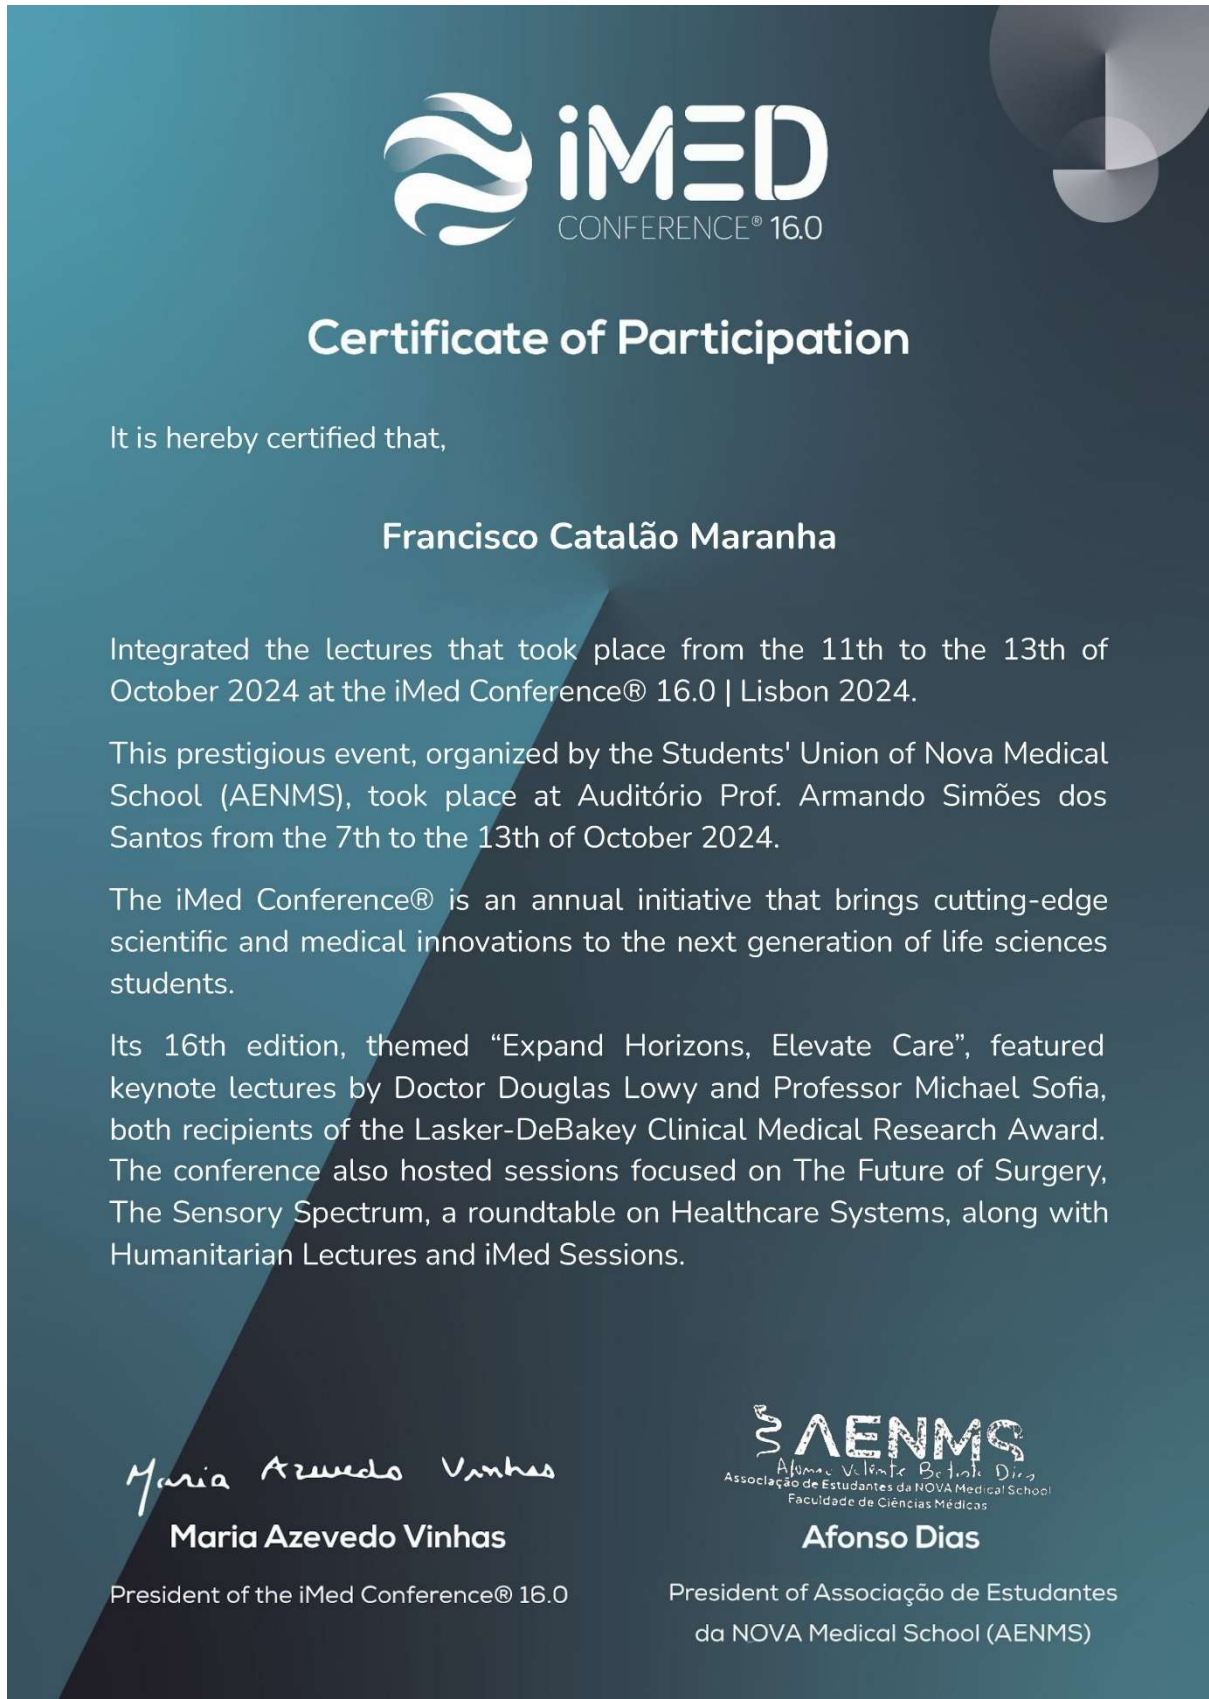 iMED
CONFERENCE® 16.0
Certificate of Participation
It is hereby certified that,
Francisco Catalão Maranha
Integrated the lectures that took place from the 11th to the 13th of
October 2024 at the iMed Conference® 16.0 | Lisbon 2024.
This prestigious event, organized by the Students' Union of Nova Medical
School (AENMS), took place at Auditório Prof. Armando Simões dos
Santos from the 7th to the 13th of October 2024.
The iMed Conference® is an annual initiative that brings cutting-edge
scientific and medical innovations to the next generation of life sciences
students.
Its 16th edition, themed “Expand Horizons, Elevate Care”, featured
keynote lectures by Doctor Douglas Lowy and Professor Michael Sofia,
both recipients of the Lasker-DeBakey Clinical Medical Research Award.
The conference also hosted sessions focused on The Future of Surgery,
The Sensory Spectrum, a roundtable on Healthcare Systems, along with
Humanitarian Lectures and iMed Sessions.
Maria Azevedo Vinhas
Maria Azevedo Vinhas
President of the iMed Conference® 16.0
AENMS
Afonso Valente Batista Dias
Associação de Estudantes da NOVA Medical School
Faculdade de Ciências Médicas
Afonso Dias
President of Associação de Estudantes
da NOVA Medical School (AENMS)